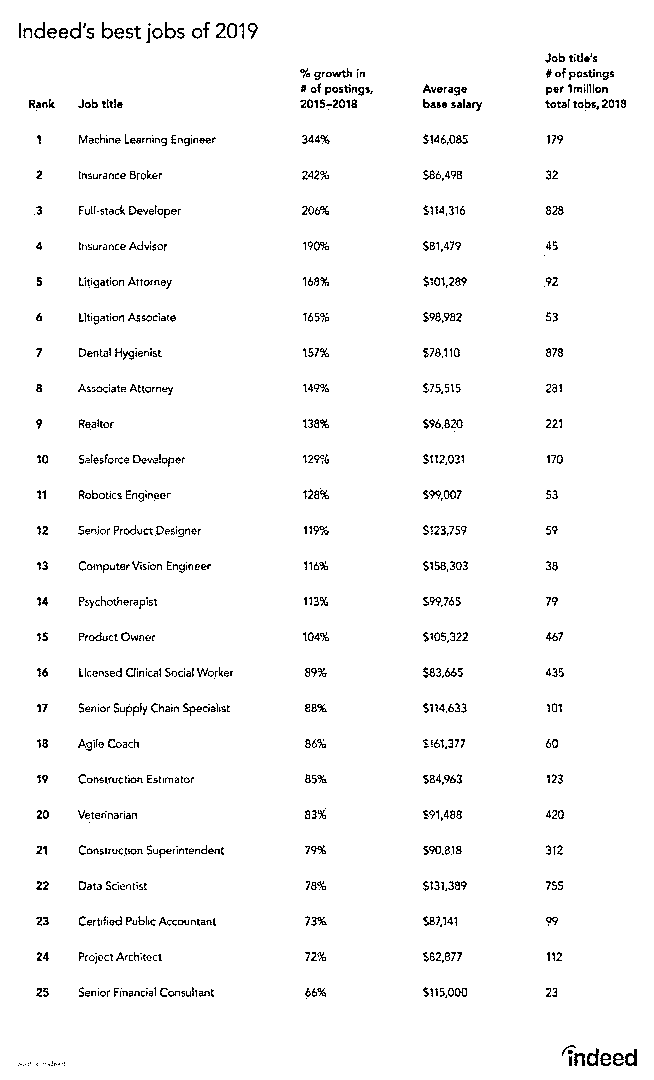 Indeed's best jobs of 2019
Rank Job title % growth in # of postings, 2015–2018 Average base salary Job title's # of postings per 1 million total jobs, 2018
1 Machine Learning Engineer 344% $146,085 179
2 Insurance Broker 242% $86,498 32
3 Full-stack Developer 206% $114,316 828
4 Insurance Advisor 190% $81,479 45
5 Litigation Attorney 168% $101,289 92
6 Litigation Associate 165% $98,982 53
7 Dental Hygienist 157% $78,110 878
8 Associate Attorney 149% $75,515 281
9 Realtor 138% $96,820 221
10 Salesforce Developer 129% $112,031 170
11 Robotics Engineer 128% $99,007 53
12 Senior Product Designer 119% $123,759 59
13 Computer Vision Engineer 116% $158,303 38
14 Psychotherapist 113% $99,765 79
15 Product Owner 104% $105,322 467
16 Licensed Clinical Social Worker 89% $83,665 435
17 Senior Supply Chain Specialist 88% $114,633 101
18 Agile Coach 86% $161,377 60
19 Construction Estimator 85% $84,963 123
20 Veterinarian 83% $91,488 420
21 Construction Superintendent 79% $90,818 312
22 Data Scientist 78% $131,389 755
23 Certified Public Accountant 73% $87,141 99
24 Project Architect 72% $82,877 112
25 Senior Financial Consultant 66% $115,000 23
indeed